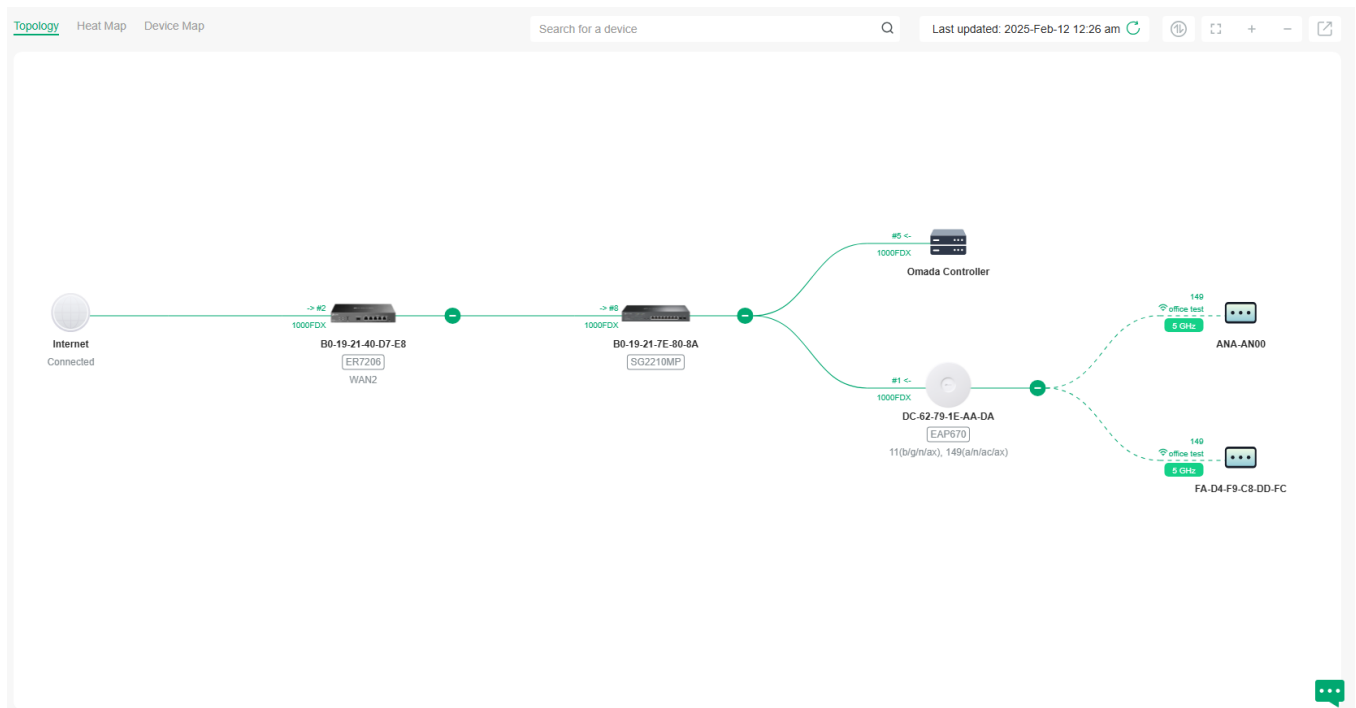 Topology Heat Map Device Map
Search for a device
Last updated: 2025-Feb-12 12:26 am
Internet
Connected
-> #2
1000FDX
B0-19-21-40-D7-E8
ER7206
WAN2
-> #8
1000FDX
B0-19-21-7E-80-8A
SG2210MP
#5 <-
1000FDX
Omada Controller
#1 <-
1000FDX
DC-62-79-1E-AA-DA
EAP670
11(b/g/n/ax), 149(a/n/ac/ax)
149
office test
5 GHz
ANA-AN00
149
office test
5 GHz
FA-D4-F9-C8-DD-FC